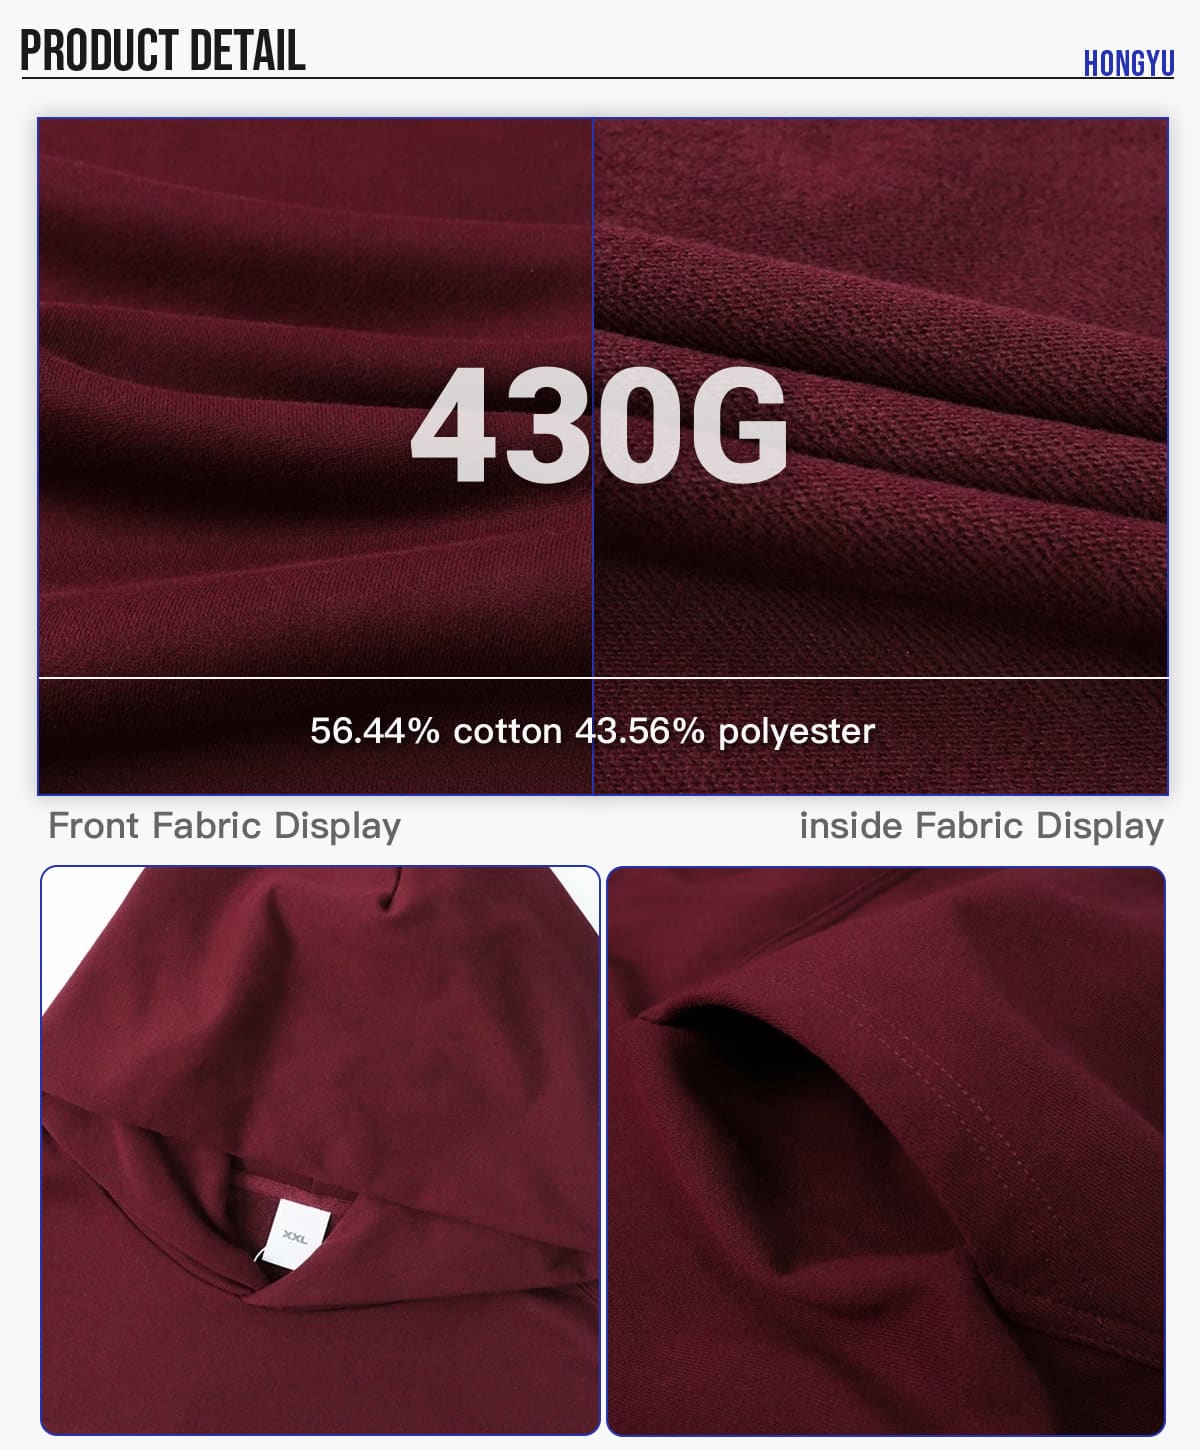 PRODUCT DETAIL
HONGYU
430G
56.44% cotton 43.56% polyester
Front Fabric Display
inside Fabric Display
XXL